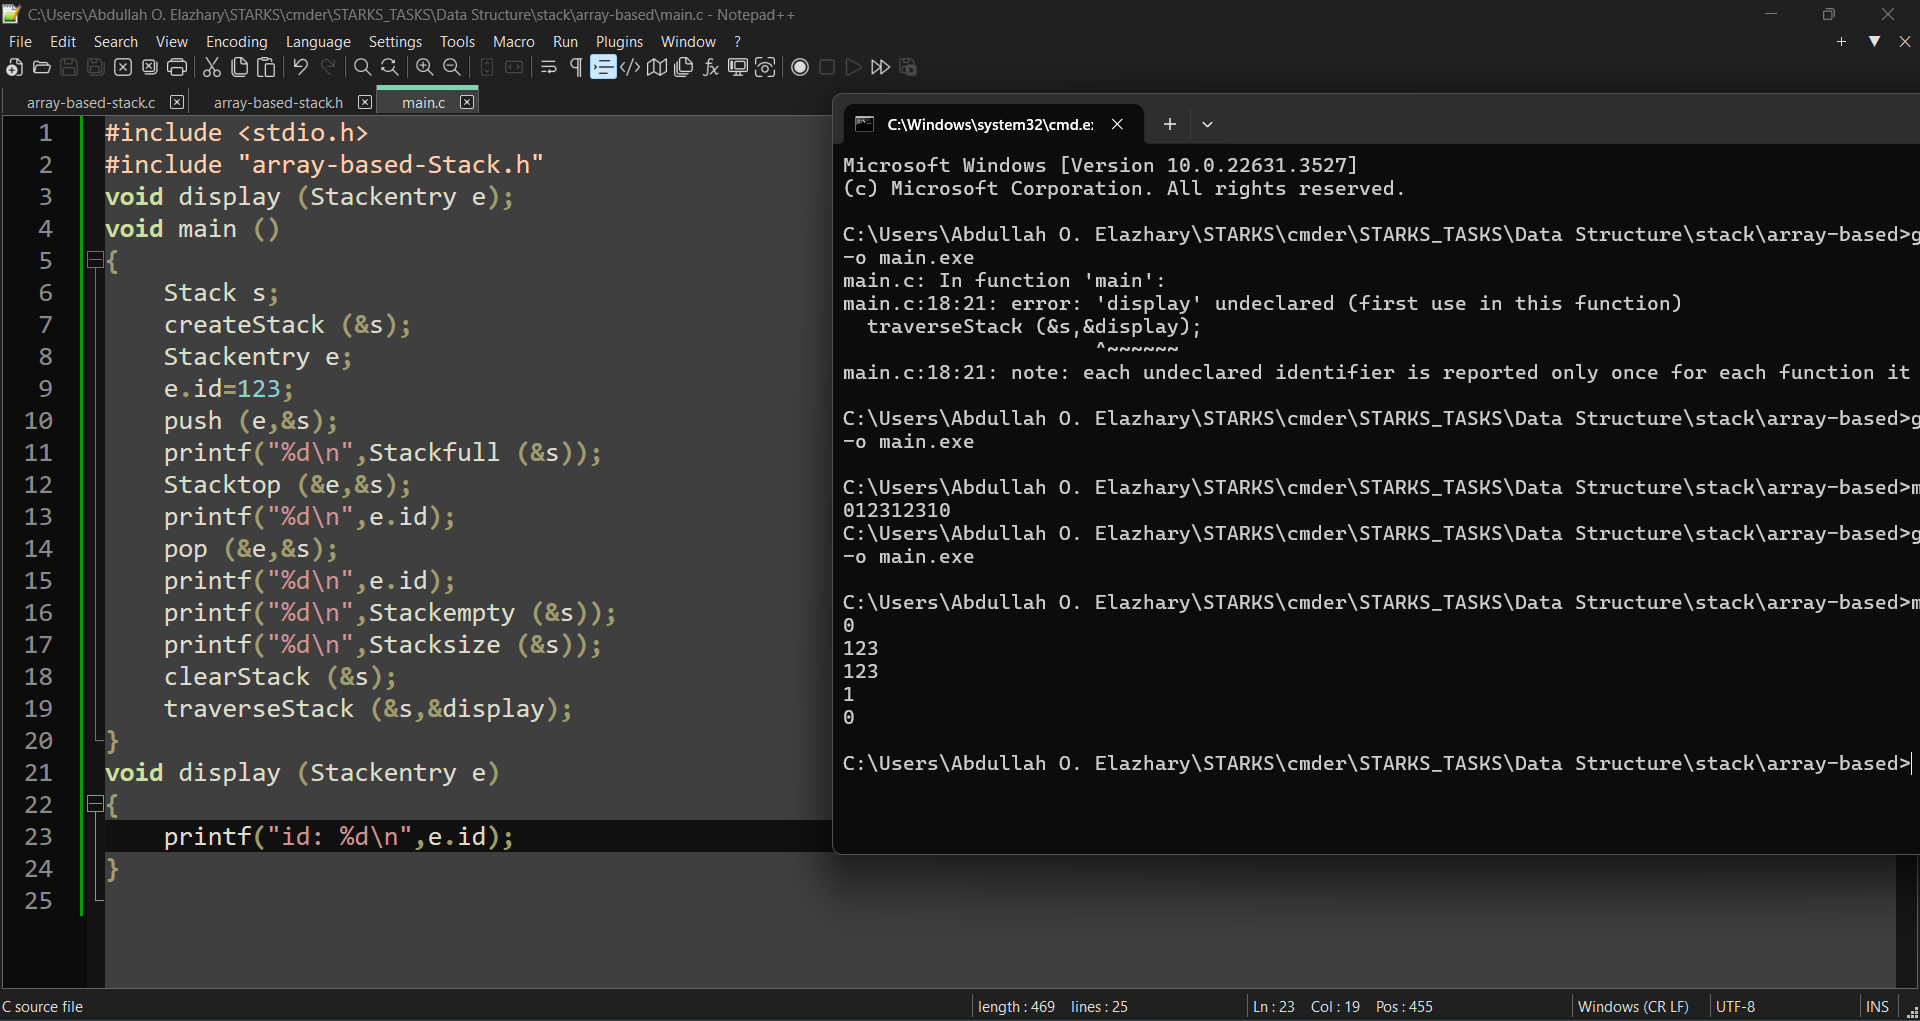 C:\Users\Abdullah O. Elazhary\STARKS\cmder\STARKS_TASKS\Data Structure\stack\array-based\main.c - Notepad++
File Edit Search View Encoding Language Settings Tools Macro Run Plugins Window ?
array-based-stack.c array-based-stack.h main.c
1 #include <stdio.h>
2 #include "array-based-Stack.h"
3 void display (Stackentry e);
4 void main ()
5 {
6 Stack s;
7 createStack (&s);
8 Stackentry e;
9 e.id=123;
10 push (e,&s);
11 printf("%d\n",Stackfull (&s));
12 Stacktop (&e,&s);
13 printf("%d\n",e.id);
14 pop (&e,&s);
15 printf("%d\n",e.id);
16 printf("%d\n",Stackempty (&s));
17 printf("%d\n",Stacksize (&s));
18 clearStack (&s);
19 traverseStack (&s,&display);
20 }
21 void display (Stackentry e)
22 {
23 printf("id: %d\n",e.id);
24 }
25
C:\Windows\system32\cmd.e:
Microsoft Windows [Version 10.0.22631.3527]
(c) Microsoft Corporation. All rights reserved.
C:\Users\Abdullah O. Elazhary\STARKS\cmder\STARKS_TASKS\Data Structure\stack\array-based>g
-o main.exe
main.c: In function 'main':
main.c:18:21: error: 'display' undeclared (first use in this function)
traverseStack (&s,&display);
^~~~~~~
main.c:18:21: note: each undeclared identifier is reported only once for each function it
C:\Users\Abdullah O. Elazhary\STARKS\cmder\STARKS_TASKS\Data Structure\stack\array-based>g
-o main.exe
C:\Users\Abdullah O. Elazhary\STARKS\cmder\STARKS_TASKS\Data Structure\stack\array-based>m
012312310
C:\Users\Abdullah O. Elazhary\STARKS\cmder\STARKS_TASKS\Data Structure\stack\array-based>g
-o main.exe
C:\Users\Abdullah O. Elazhary\STARKS\cmder\STARKS_TASKS\Data Structure\stack\array-based>m
0
123
123
1
0
C:\Users\Abdullah O. Elazhary\STARKS\cmder\STARKS_TASKS\Data Structure\stack\array-based>
C source file length : 469 lines : 25 Ln : 23 Col : 19 Pos : 455 Windows (CR LF) UTF-8 INS